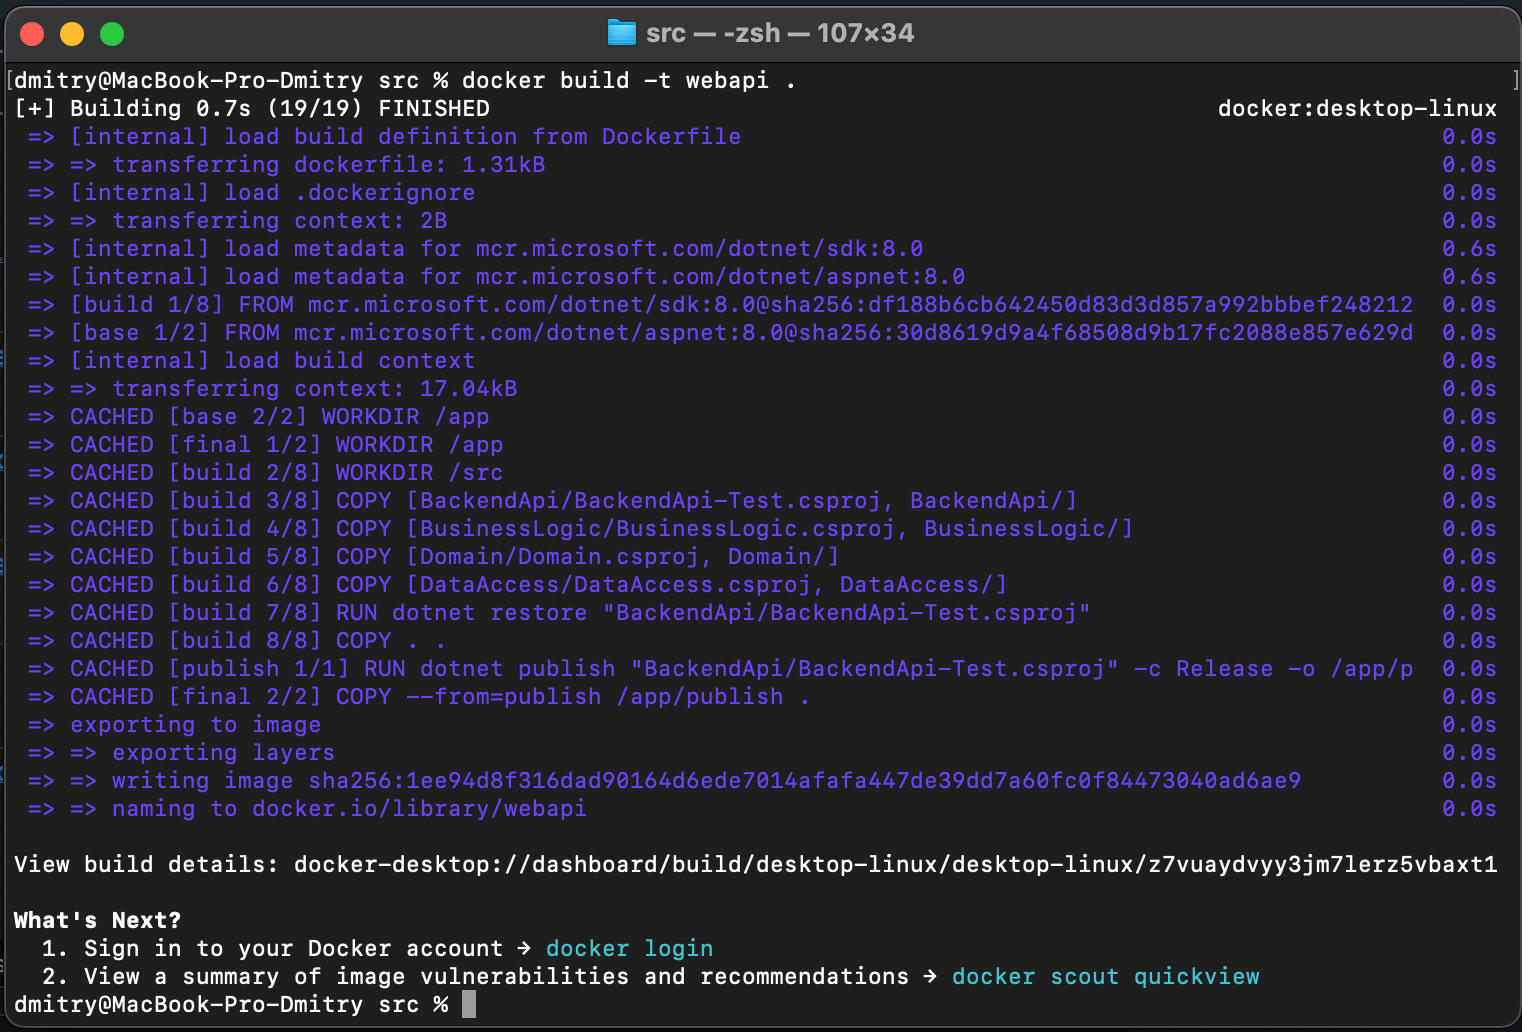 src — -zsh — 107×34
[dmitry@MacBook-Pro-Dmitry src % docker build -t webapi . ]
[+] Building 0.7s (19/19) FINISHED docker:desktop-linux
=> [internal] load build definition from Dockerfile 0.0s
=> => transferring dockerfile: 1.31kB 0.0s
=> [internal] load .dockerignore 0.0s
=> => transferring context: 2B 0.0s
=> [internal] load metadata for mcr.microsoft.com/dotnet/sdk:8.0 0.6s
=> [internal] load metadata for mcr.microsoft.com/dotnet/aspnet:8.0 0.6s
=> [build 1/8] FROM mcr.microsoft.com/dotnet/sdk:8.0@sha256:df188b6cb642450d83d3d857a992bbbef248212 0.0s
=> [base 1/2] FROM mcr.microsoft.com/dotnet/aspnet:8.0@sha256:30d8619d9a4f68508d9b17fc2088e857e629d 0.0s
=> [internal] load build context 0.0s
=> => transferring context: 17.04kB 0.0s
=> CACHED [base 2/2] WORKDIR /app 0.0s
=> CACHED [final 1/2] WORKDIR /app 0.0s
=> CACHED [build 2/8] WORKDIR /src 0.0s
=> CACHED [build 3/8] COPY [BackendApi/BackendApi-Test.csproj, BackendApi/] 0.0s
=> CACHED [build 4/8] COPY [BusinessLogic/BusinessLogic.csproj, BusinessLogic/] 0.0s
=> CACHED [build 5/8] COPY [Domain/Domain.csproj, Domain/] 0.0s
=> CACHED [build 6/8] COPY [DataAccess/DataAccess.csproj, DataAccess/] 0.0s
=> CACHED [build 7/8] RUN dotnet restore "BackendApi/BackendApi-Test.csproj" 0.0s
=> CACHED [build 8/8] COPY . . 0.0s
=> CACHED [publish 1/1] RUN dotnet publish "BackendApi/BackendApi-Test.csproj" -c Release -o /app/p 0.0s
=> CACHED [final 2/2] COPY --from=publish /app/publish . 0.0s
=> exporting to image 0.0s
=> => exporting layers 0.0s
=> => writing image sha256:1ee94d8f316dad90164d6ede7014afafa447de39dd7a60fc0f84473040ad6ae9 0.0s
=> => naming to docker.io/library/webapi 0.0s
View build details: docker-desktop://dashboard/build/desktop-linux/desktop-linux/z7vuaydvyy3jm7lerz5vbaxt1
What's Next?
1. Sign in to your Docker account → docker login
2. View a summary of image vulnerabilities and recommendations → docker scout quickview
dmitry@MacBook-Pro-Dmitry src %